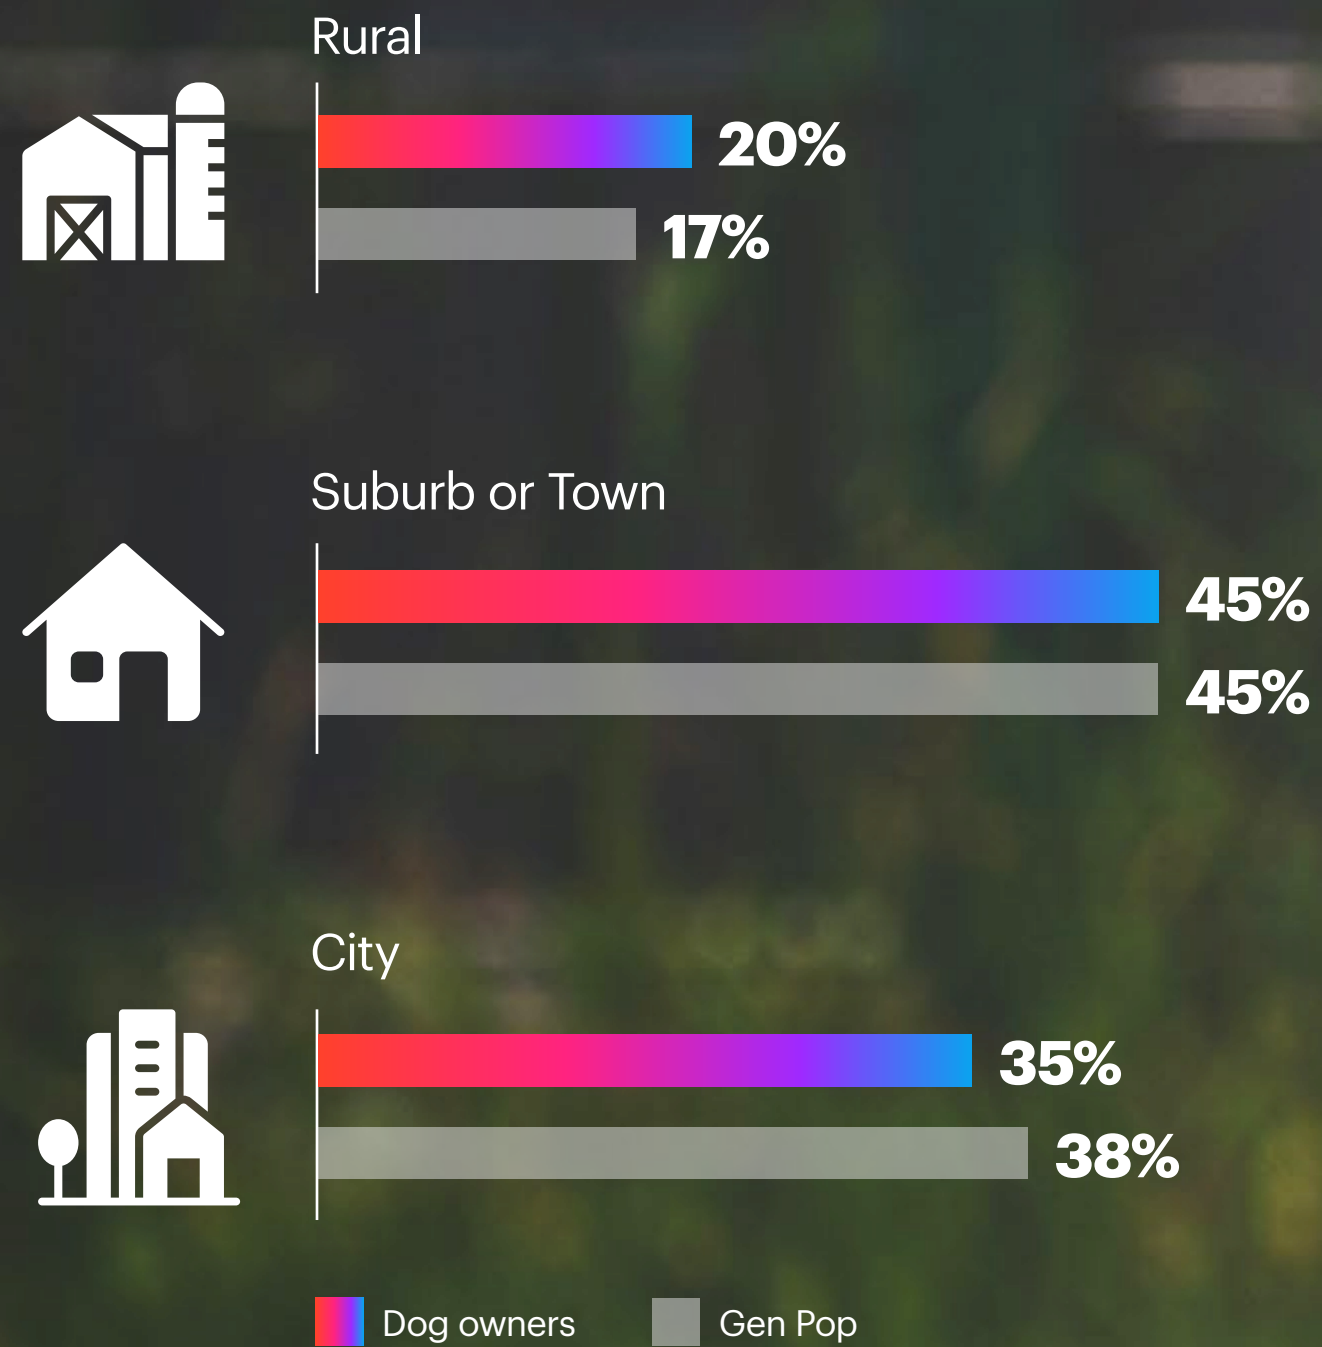 Rural
20%
17%
Suburb or Town
45%
45%
City
35%
38%
Dog owners
Gen Pop